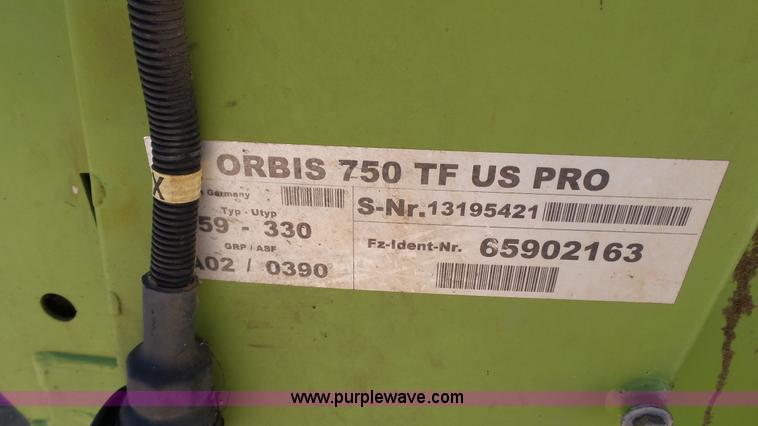 ORBIS 750 TF US PRO
Germany
Typ - Utyp
59 - 330
GRP / ASF
A02 / 0390
S-Nr.13195421
Fz-Ident-Nr. 65902163
X
www.purplewave.com